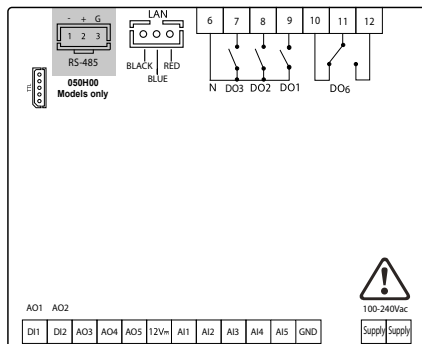 - + G
LAN
6 7 8 9 10 11 12
1 2 3
RS-485
BLACK RED
BLUE
TTL
050H00
Models only
N DO3 DO2 DO1 DO6
100-240Vac
AO1 AO2
DI1 DI2 AO3 AO4 AO5 12V⎓ AI1 AI2 AI3 AI4 AI5 GND Supply Supply